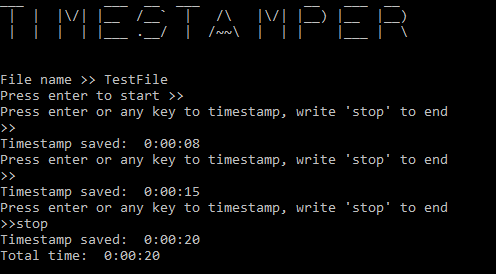 TIMESTAMPER
File name >> TestFile
Press enter to start >>
Press enter or any key to timestamp, write 'stop' to end
>>
Timestamp saved:  0:00:08
Press enter or any key to timestamp, write 'stop' to end
>>
Timestamp saved:  0:00:15
Press enter or any key to timestamp, write 'stop' to end
>>stop
Timestamp saved:  0:00:20
Total time:  0:00:20